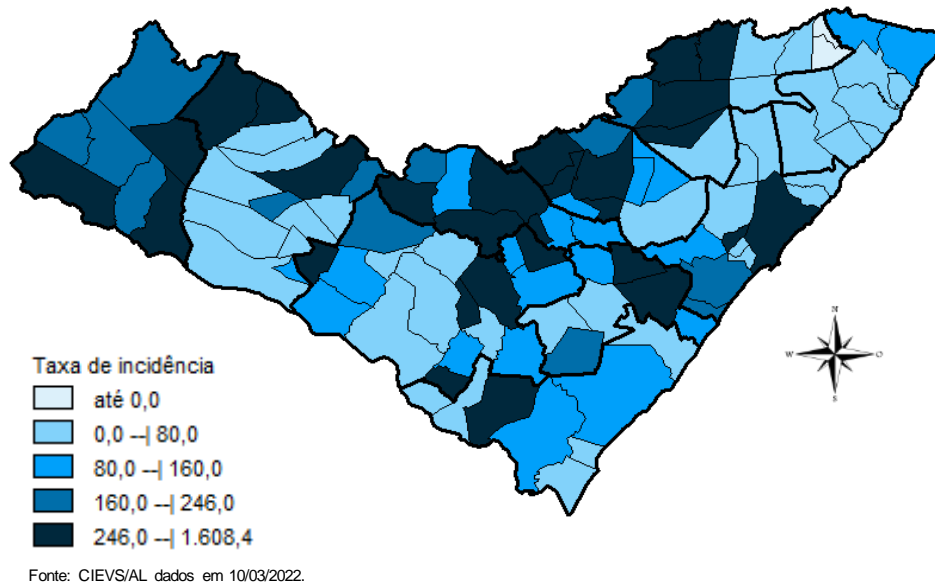 N
W
O
S
Taxa de incidência
até 0,0
0,0 --| 80,0
80,0 --| 160,0
160,0 --| 246,0
246,0 --| 1.608,4
Fonte: CIEVS/AL dados em 10/03/2022.